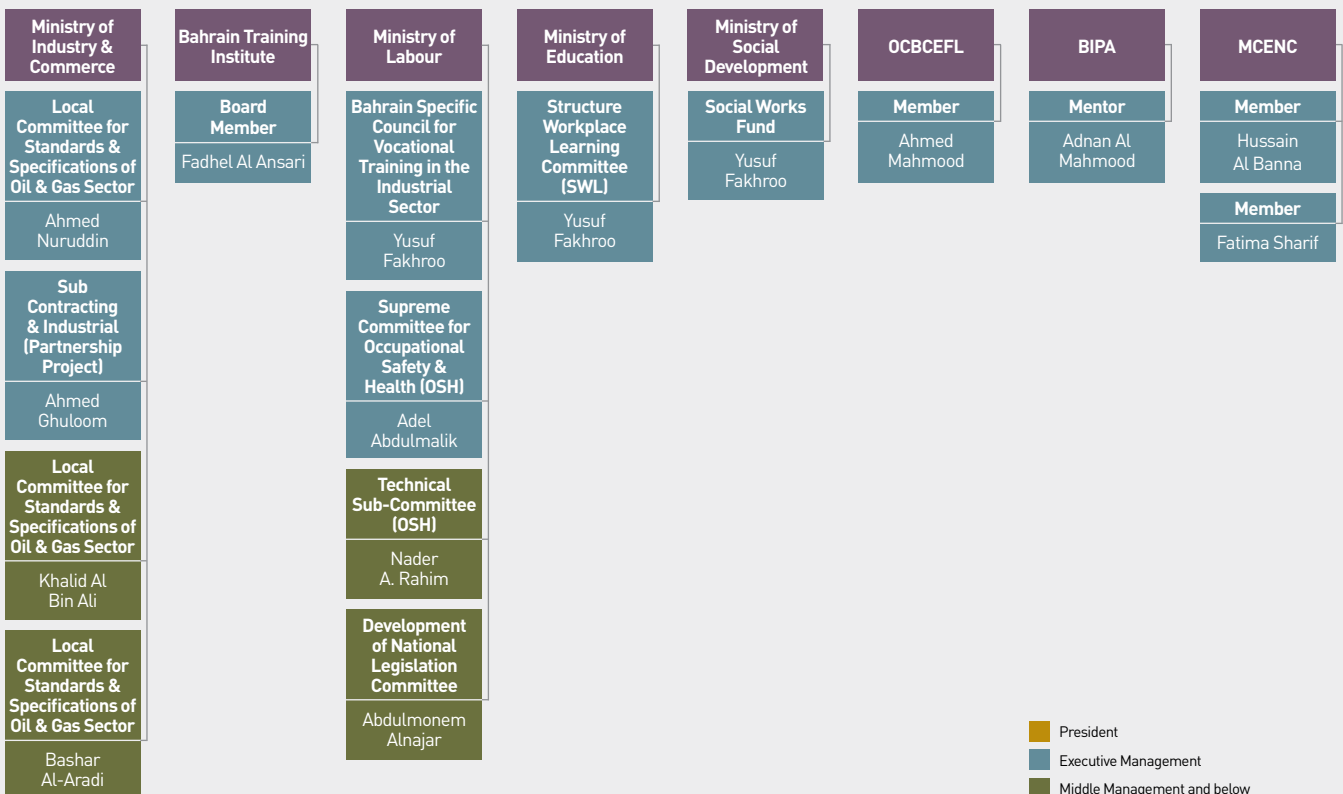 Ministry of
Industry &
Commerce
Local
Committee for
Standards &
Specifications of
Oil & Gas Sector
Ahmed
Nuruddin
Sub
Contracting
& Industrial
(Partnership
Project)
Ahmed
Ghuloom
Local
Committee for
Standards &
Specifications of
Oil & Gas Sector
Khalid Al
Bin Ali
Local
Committee for
Standards &
Specifications of
Oil & Gas Sector
Bashar
Al-Aradi
Bahrain Training
Institute
Board
Member
Fadhel Al Ansari
Ministry of
Labour
Bahrain Specific
Council for
Vocational
Training in the
Industrial
Sector
Yusuf
Fakhroo
Supreme
Committee for
Occupational
Safety &
Health (OSH)
Adel
Abdulmalik
Technical
Sub-Committee
(OSH)
Nader
A. Rahim
Development
of National
Legislation
Committee
Abdulmonem
Alnajar
Ministry of
Education
Structure
Workplace
Learning
Committee
(SWL)
Yusuf
Fakhroo
Ministry of
Social
Development
Social Works
Fund
Yusuf
Fakhroo
OCBCEFL
Member
Ahmed
Mahmood
BIPA
Mentor
Adnan Al
Mahmood
MCENC
Member
Hussain
Al Banna
Member
Fatima Sharif
President
Executive Management
Middle Management and below